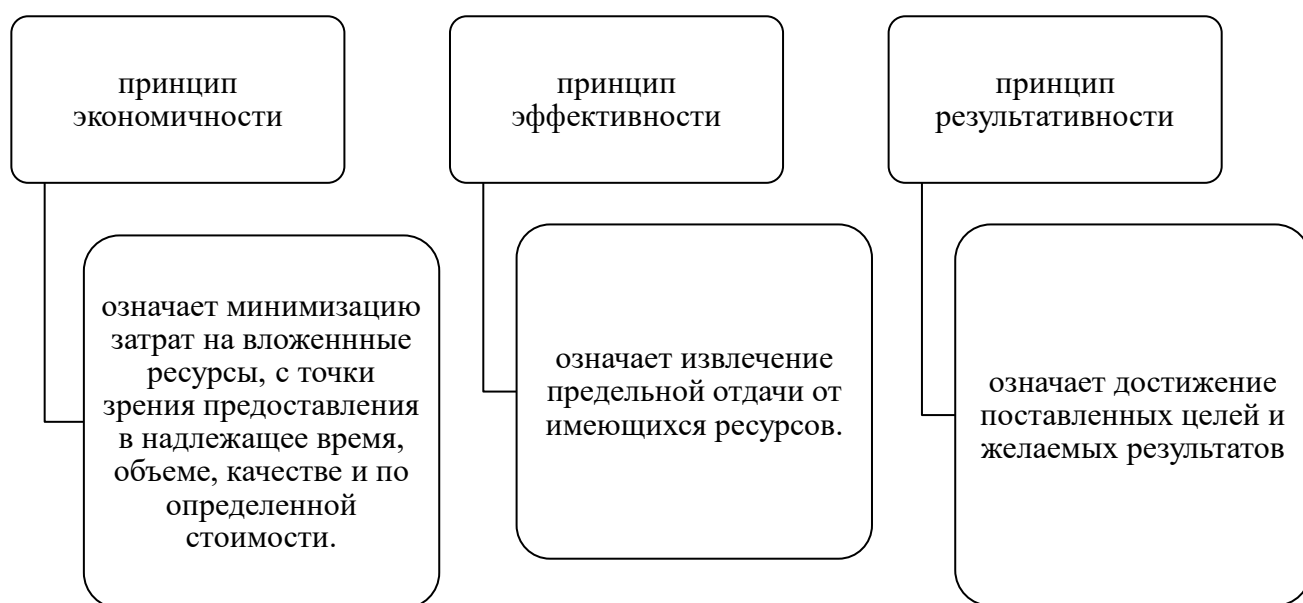 принцип
экономичности
означает минимизацию
затрат на вложеннные
ресурсы, с точки
зрения предоставления
в надлежащее время,
объеме, качестве и по
определенной
стоимости.
принцип
эффективности
означает извлечение
предельной отдачи от
имеющихся ресурсов.
принцип
результативности
означает достижение
поставленных целей и
желаемых результатов